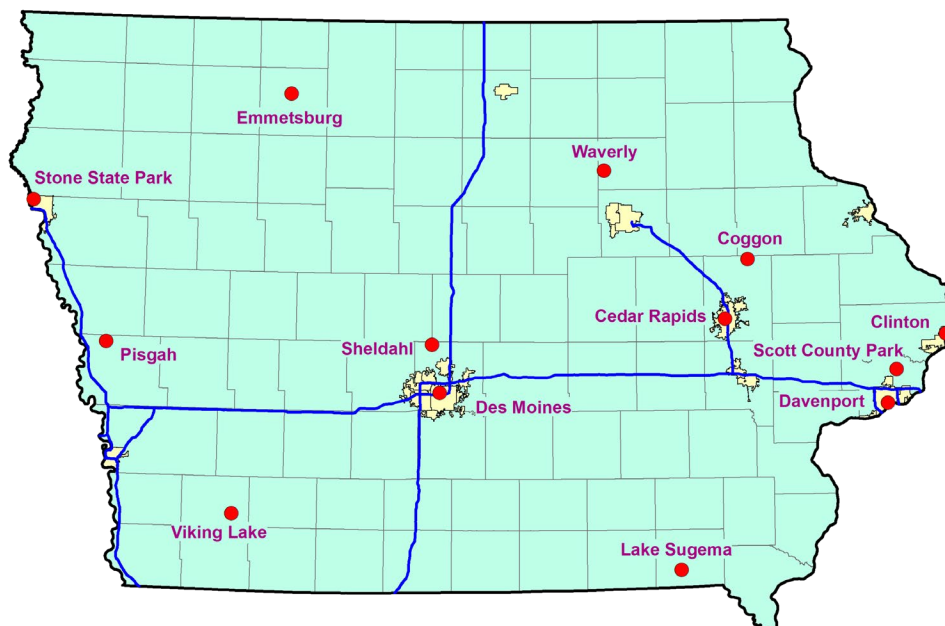 Emmetsburg
Waverly
Stone State Park
Coggon
Cedar Rapids
Clinton
Pisgah
Sheldahl
Scott County Park
Des Moines
Davenport
Viking Lake
Lake Sugema